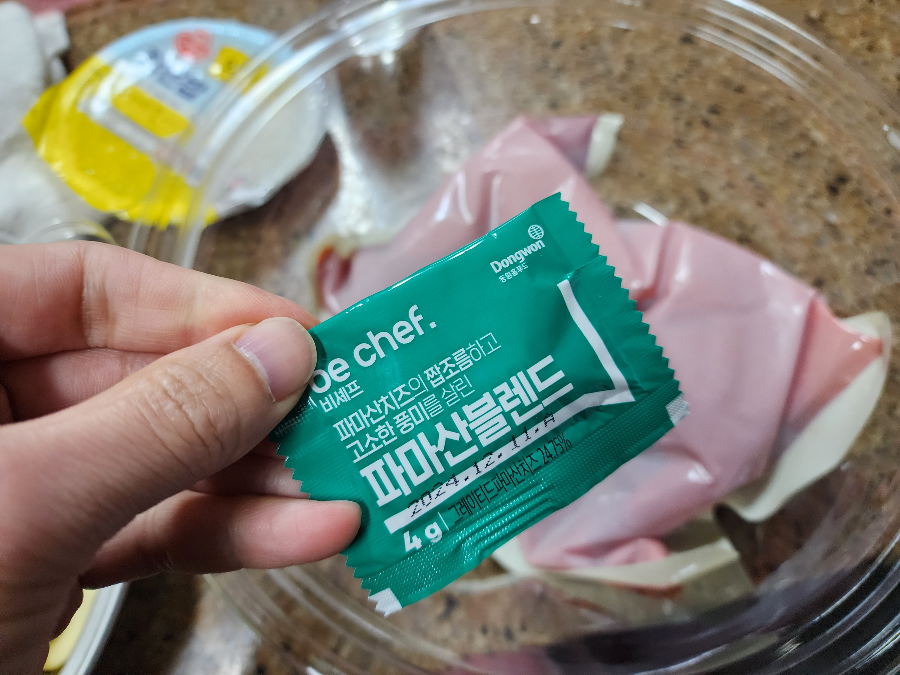 Dongwon
동원홈푸드
be chef.
비셰프
파마산치즈의 짭조름하고
고소한 풍미를 살린
파마산블렌드
2024.12.11.A
그레이티드파마산치즈 24.75%
4g